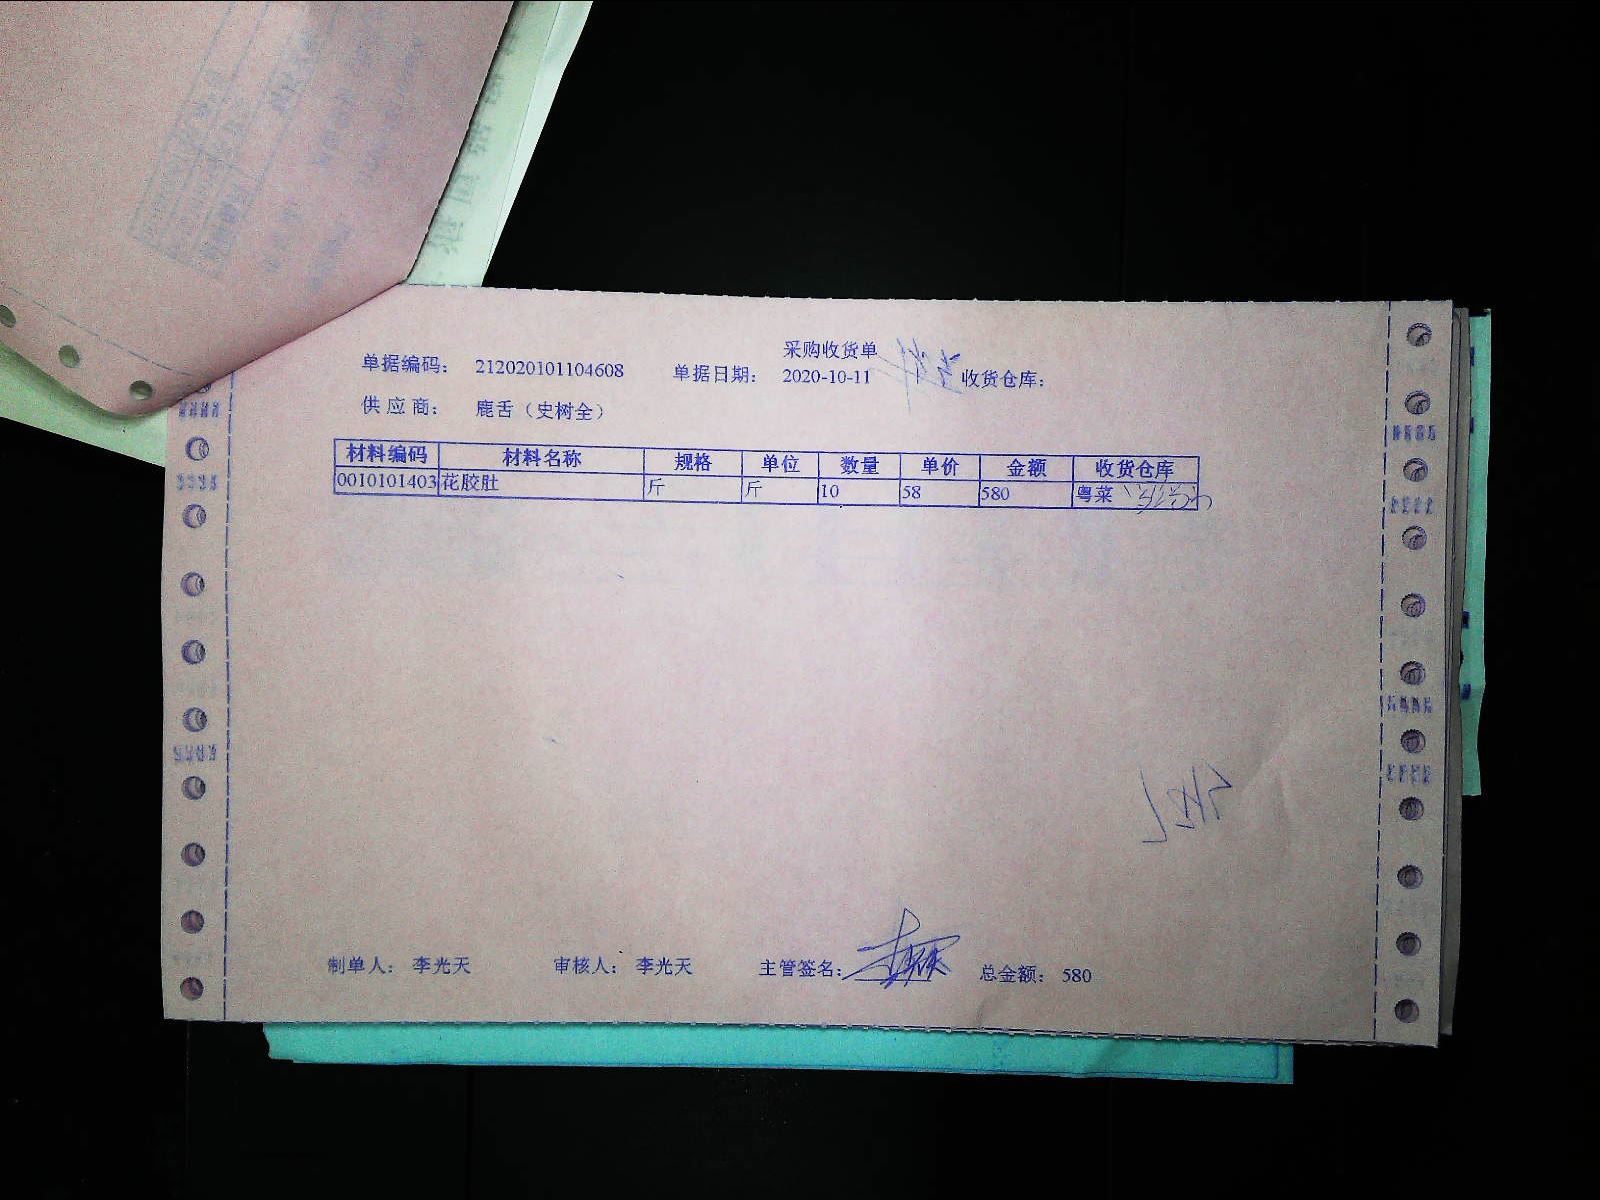 采购收货单
单据编码： 212020101104608 单据日期： 2020-10-11 收货仓库：
供应商： 鹿舌（史树全）
材料编码 材料名称 规格 单位 数量 单价 金额 收货仓库
0010101403 花胶肚 斤 斤 10 58 580 粤菜
制单人： 李光天 审核人： 李光天 主管签名： 总金额： 580